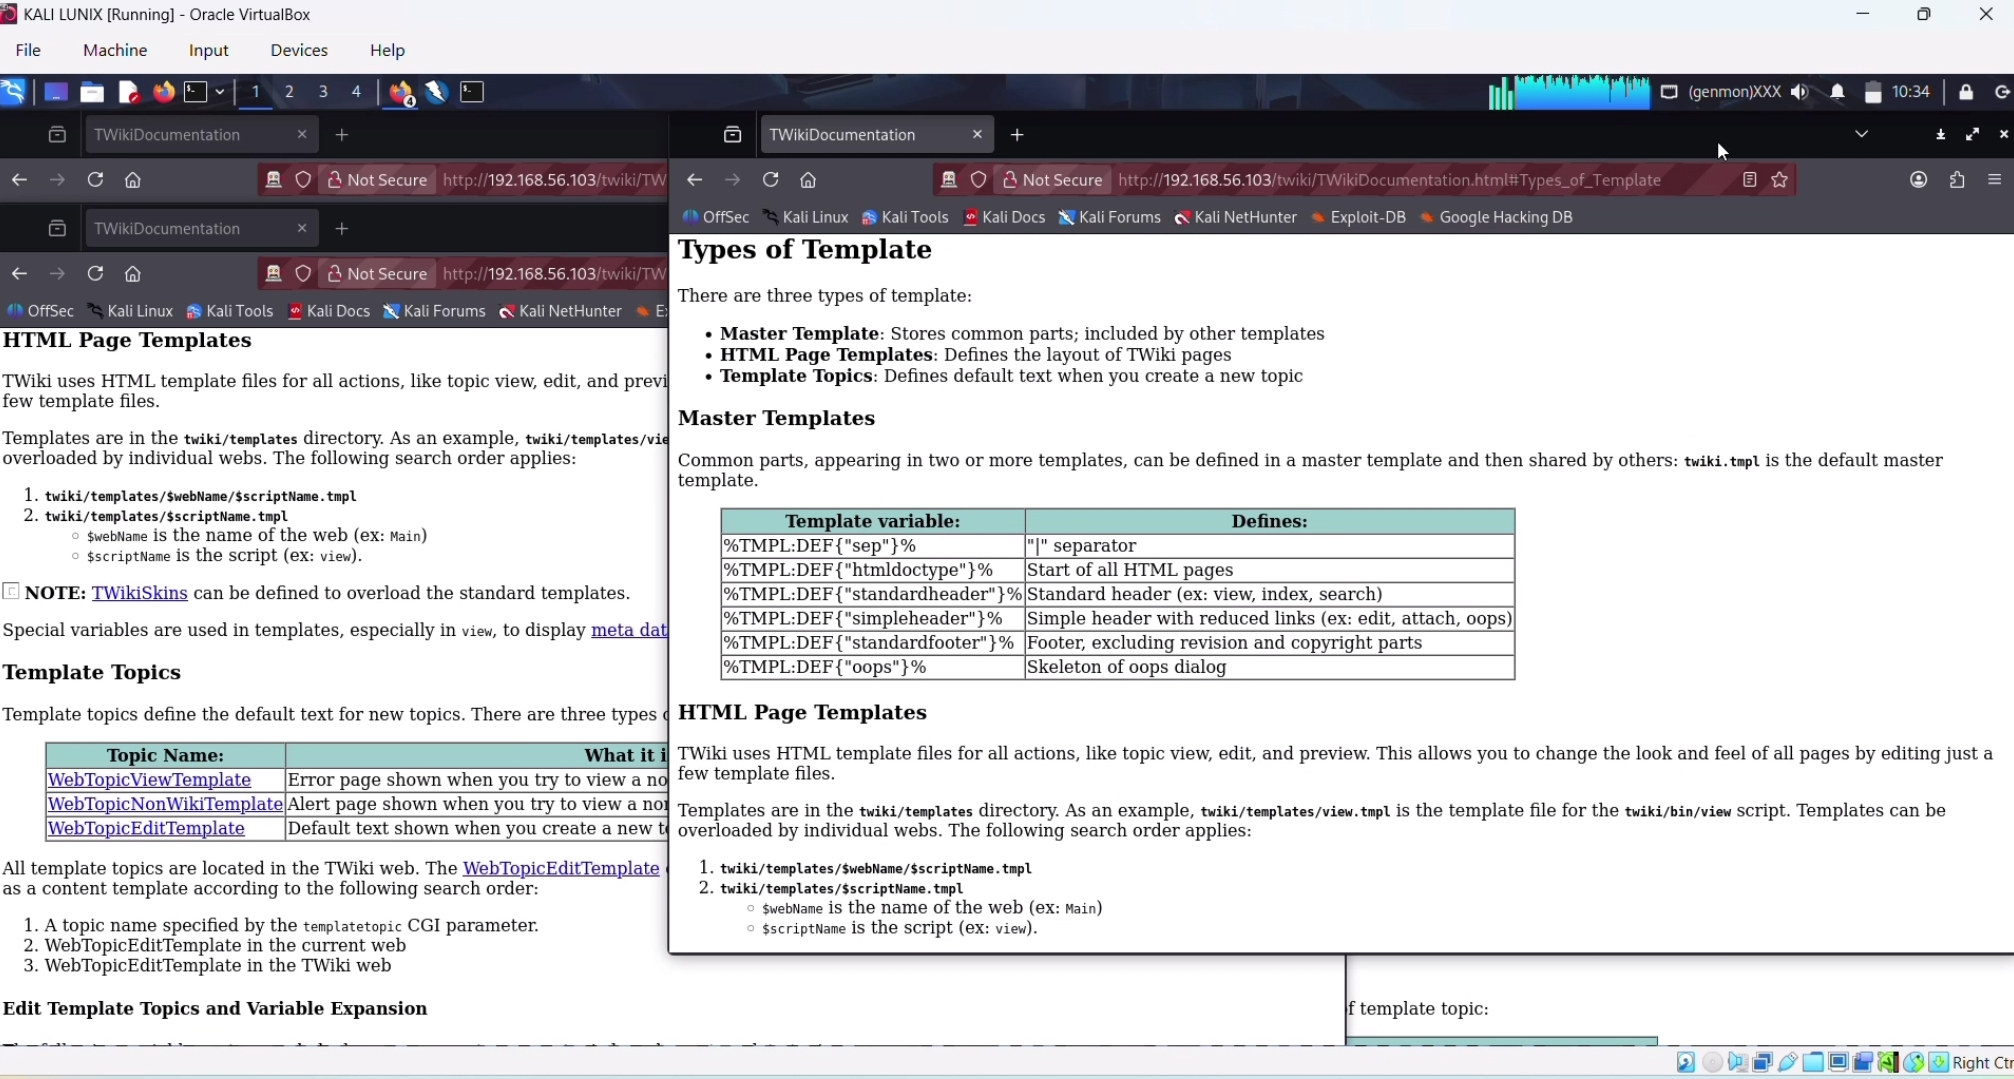 KALI LUNIX [Running] - Oracle VirtualBox
File Machine Input Devices Help
1 2 3 4 4 (genmon)XXX 10:34
TWikiDocumentation
Not Secure http://192.168.56.103/twiki/TW
TWikiDocumentation
Not Secure http://192.168.56.103/twiki/TW
OffSec Kali Linux Kali Tools Kali Docs Kali Forums Kali NetHunter
HTML Page Templates
TWiki uses HTML template files for all actions, like topic view, edit, and previ
few template files.
Templates are in the twiki/templates directory. As an example, twiki/templates/vie
overloaded by individual webs. The following search order applies:
1. twiki/templates/$webName/$scriptName.tmpl
2. twiki/templates/$scriptName.tmpl
$webName is the name of the web (ex: Main)
$scriptName is the script (ex: view).
NOTE: TWikiSkins can be defined to overload the standard templates.
Special variables are used in templates, especially in view, to display meta dat
Template Topics
Template topics define the default text for new topics. There are three types
Topic Name: What it i
WebTopicViewTemplate Error page shown when you try to view a no
WebTopicNonWikiTemplate Alert page shown when you try to view a no
WebTopicEditTemplate Default text shown when you create a new t
All template topics are located in the TWiki web. The WebTopicEditTemplate
as a content template according to the following search order:
1. A topic name specified by the templatetopic CGI parameter.
2. WebTopicEditTemplate in the current web
3. WebTopicEditTemplate in the TWiki web
Edit Template Topics and Variable Expansion
TWikiDocumentation
Not Secure http://192.168.56.103/twiki/TWikiDocumentation.html#Types_of_Template
OffSec Kali Linux Kali Tools Kali Docs Kali Forums Kali NetHunter Exploit-DB Google Hacking DB
Types of Template
There are three types of template:
• Master Template: Stores common parts; included by other templates
• HTML Page Templates: Defines the layout of TWiki pages
• Template Topics: Defines default text when you create a new topic
Master Templates
Common parts, appearing in two or more templates, can be defined in a master template and then shared by others: twiki.tmpl is the default master
template.
Template variable: Defines:
%TMPL:DEF{"sep"}% "|" separator
%TMPL:DEF{"htmldoctype"}% Start of all HTML pages
%TMPL:DEF{"standardheader"}% Standard header (ex: view, index, search)
%TMPL:DEF{"simpleheader"}% Simple header with reduced links (ex: edit, attach, oops)
%TMPL:DEF{"standardfooter"}% Footer, excluding revision and copyright parts
%TMPL:DEF{"oops"}% Skeleton of oops dialog
HTML Page Templates
TWiki uses HTML template files for all actions, like topic view, edit, and preview. This allows you to change the look and feel of all pages by editing just a
few template files.
Templates are in the twiki/templates directory. As an example, twiki/templates/view.tmpl is the template file for the twiki/bin/view script. Templates can be
overloaded by individual webs. The following search order applies:
1. twiki/templates/$webName/$scriptName.tmpl
2. twiki/templates/$scriptName.tmpl
$webName is the name of the web (ex: Main)
$scriptName is the script (ex: view).
f template topic:
Right Ctr